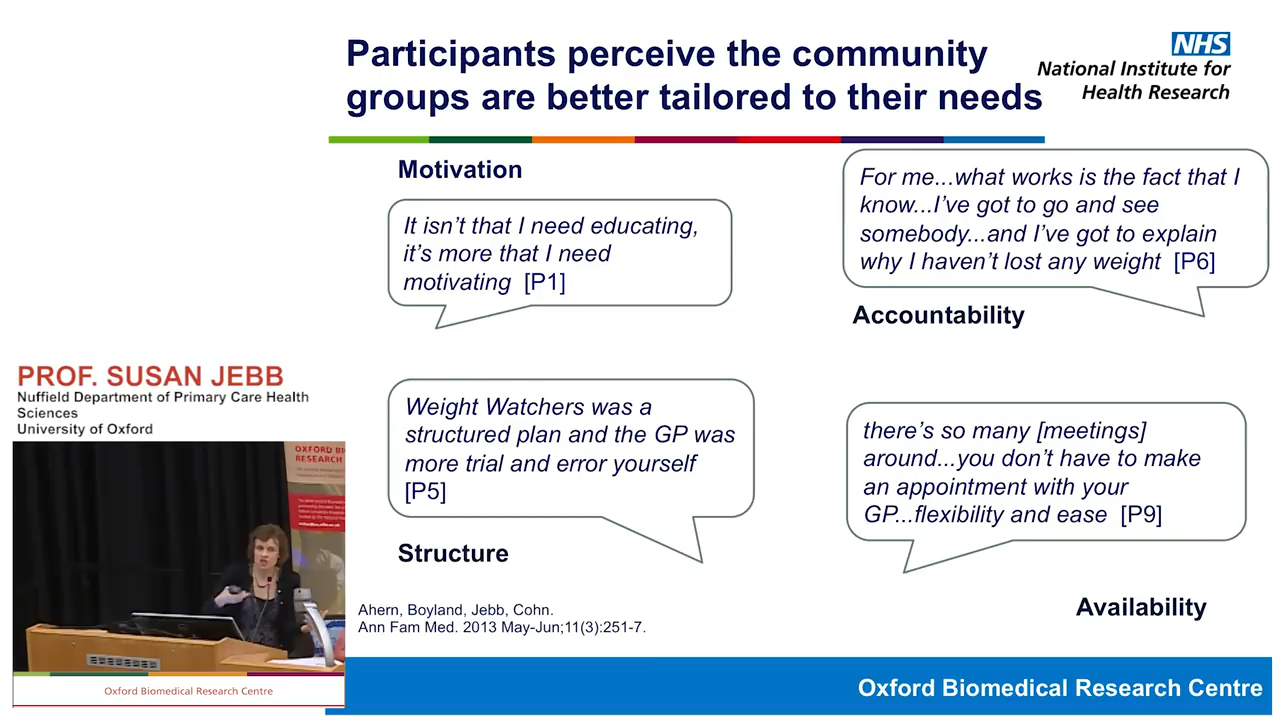 Participants perceive the community
groups are better tailored to their needs
NHS
National Institute for
Health Research
Motivation
It isn't that I need educating,
it's more that I need
motivating [P1]
For me...what works is the fact that I
know...I've got to go and see
somebody...and I've got to explain
why I haven't lost any weight [P6]
Accountability
PROF. SUSAN JEBB
Nuffield Department of Primary Care Health
Sciences
University of Oxford
Weight Watchers was a
structured plan and the GP was
more trial and error yourself
[P5]
Structure
there's so many [meetings]
around...you don't have to make
an appointment with your
GP...flexibility and ease [P9]
Availability
Ahern, Boyland, Jebb, Cohn.
Ann Fam Med. 2013 May-Jun;11(3):251-7.
OXFORD BI
RESEARCH
Oxford Biomedical Research Centre
Oxford Biomedical Research Centre